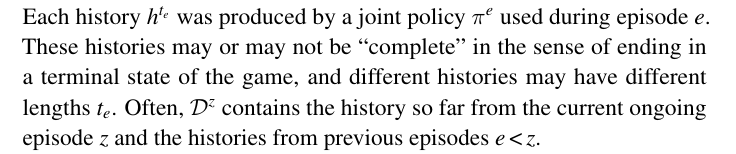 Each history $h^{t_e}$ was produced by a joint policy $\pi^e$ used during episode $e$.
These histories may or may not be “complete” in the sense of ending in
a terminal state of the game, and different histories may have different
lengths $t_e$. Often, $\mathcal{D}^z$ contains the history so far from the current ongoing
episode $z$ and the histories from previous episodes $e < z$.